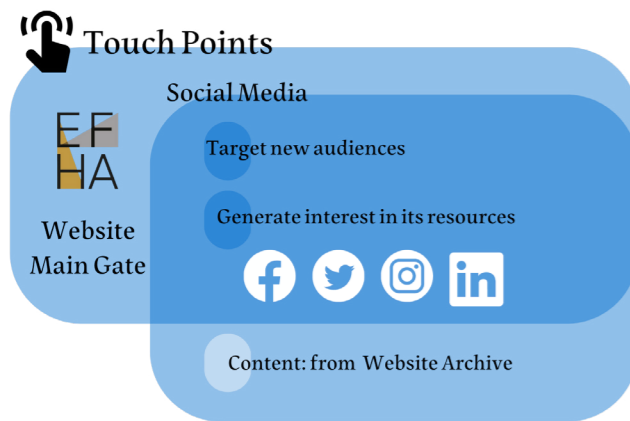 Touch Points
Social Media
EF
HA
Target new audiences
Generate interest in its resources
Website
Main Gate
in
Content: from Website Archive